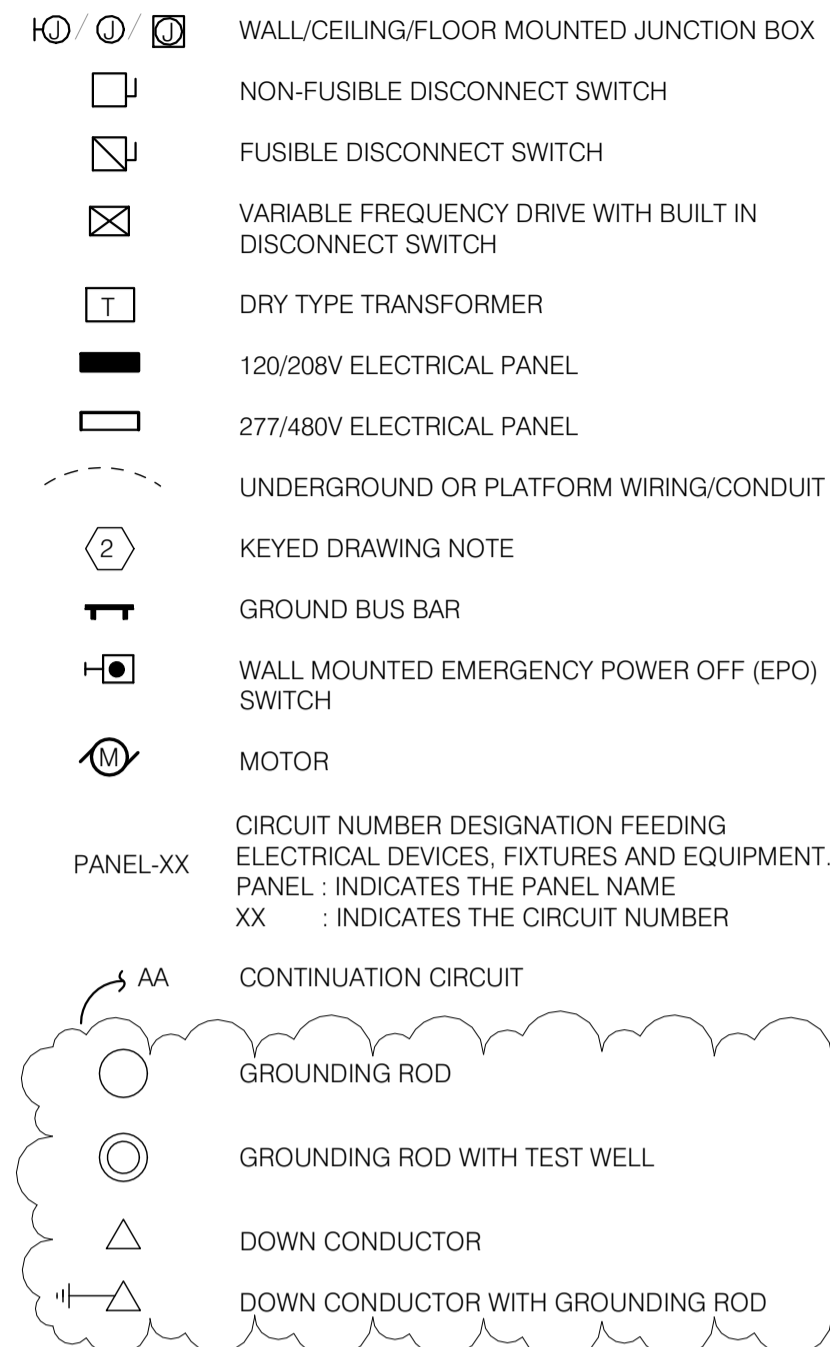 J / J / J WALL/CEILING/FLOOR MOUNTED JUNCTION BOX
NON-FUSIBLE DISCONNECT SWITCH
FUSIBLE DISCONNECT SWITCH
VARIABLE FREQUENCY DRIVE WITH BUILT IN
DISCONNECT SWITCH
T DRY TYPE TRANSFORMER
120/208V ELECTRICAL PANEL
277/480V ELECTRICAL PANEL
UNDERGROUND OR PLATFORM WIRING/CONDUIT
2 KEYED DRAWING NOTE
GROUND BUS BAR
WALL MOUNTED EMERGENCY POWER OFF (EPO)
SWITCH
M MOTOR
CIRCUIT NUMBER DESIGNATION FEEDING
PANEL-XX ELECTRICAL DEVICES, FIXTURES AND EQUIPMENT.
PANEL : INDICATES THE PANEL NAME
XX : INDICATES THE CIRCUIT NUMBER
AA CONTINUATION CIRCUIT
GROUNDING ROD
GROUNDING ROD WITH TEST WELL
DOWN CONDUCTOR
DOWN CONDUCTOR WITH GROUNDING ROD